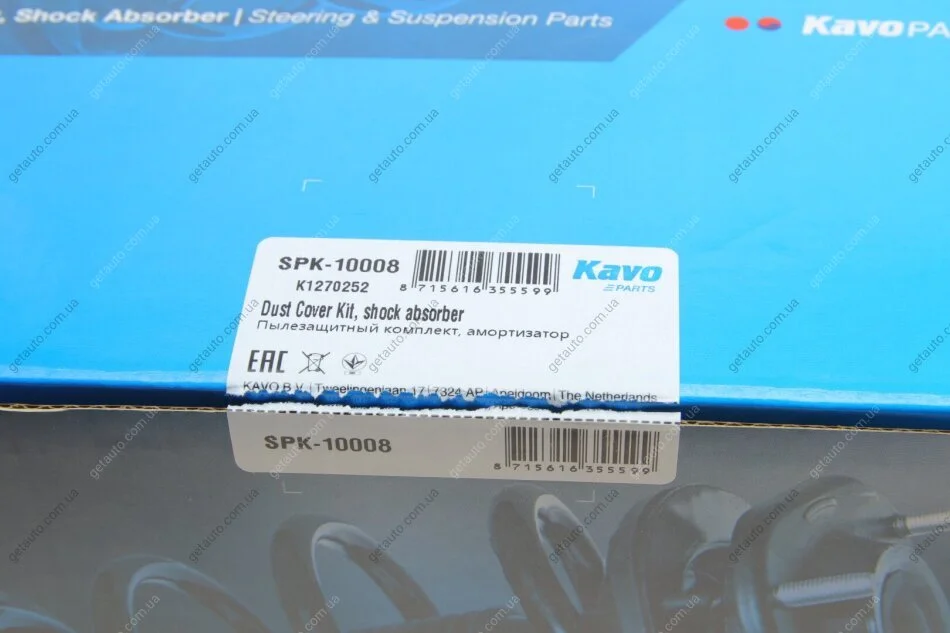 , Shock Absorber | Steering & Suspension Parts
Kavo PA
SPK-10008
K1270252
8 715616 355599
Kavo
PARTS
Dust Cover Kit, shock absorber
Пылезащитный комплект, амортизатор
EAC
KAVO B.V. | Tweelingenlaan 17 | 7324 AP | Apeldoorn | The Netherlands
SPK-10008
8 715616 355599
getauto.com.ua